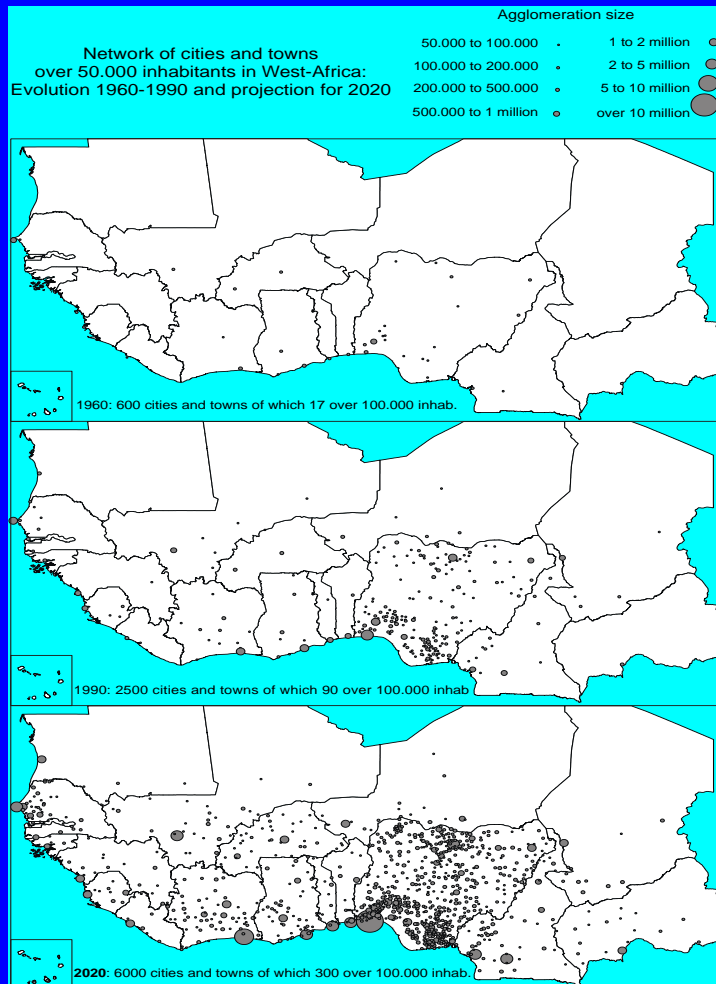 Network of cities and towns
over 50.000 inhabitants in West-Africa:
Evolution 1960-1990 and projection for 2020
Agglomeration size
50.000 to 100.000
100.000 to 200.000
200.000 to 500.000
500.000 to 1 million
1 to 2 million
2 to 5 million
5 to 10 million
over 10 million
1960: 600 cities and towns of which 17 over 100.000 inhab.
1990: 2500 cities and towns of which 90 over 100.000 inhab
2020: 6000 cities and towns of which 300 over 100.000 inhab.